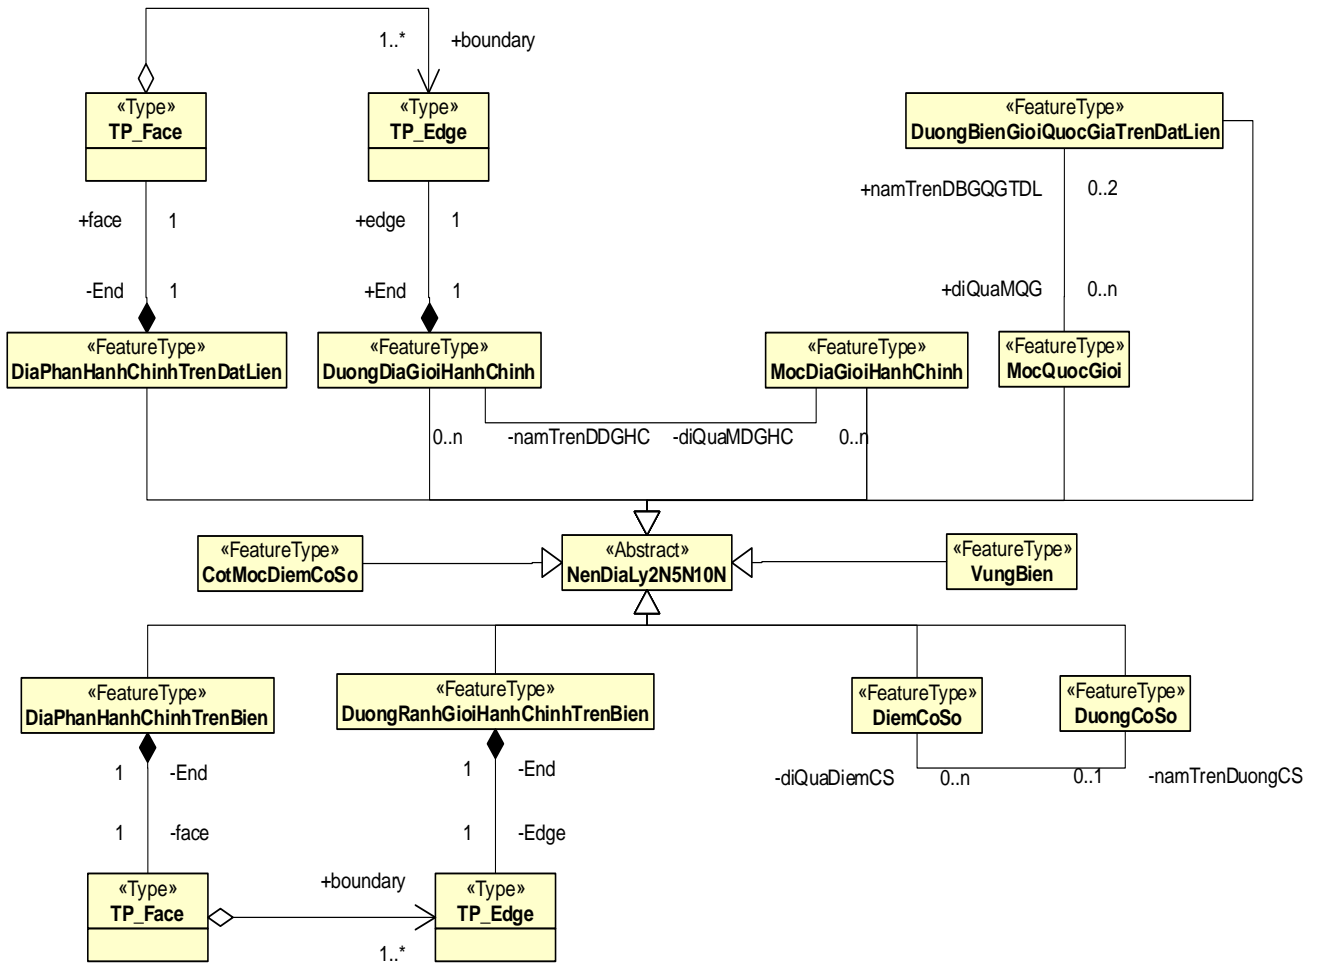 1..*
+boundary
«Type»
TP_Face
«Type»
TP_Edge
«FeatureType»
DuongBienGioiQuocGiaTrenDatLien
+face
1
+edge
1
+namTrenDBGQGTDL
0..2
-End
1
+End
1
+diQuaMQG
0..n
«FeatureType»
DiaPhanHanhChinhTrenDatLien
«FeatureType»
DuongDiaGioiHanhChinh
«FeatureType»
MocDiaGioiHanhChinh
«FeatureType»
MocQuocGioi
0..n
-namTrenDDGHC
-diQuaMDGHC
0..n
«FeatureType»
CotMocDiemCoSo
«Abstract»
NenDiaLy2N5N10N
«FeatureType»
VungBien
«FeatureType»
DiaPhanHanhChinhTrenBien
«FeatureType»
DuongRanhGioiHanhChinhTrenBien
«FeatureType»
DiemCoSo
«FeatureType»
DuongCoSo
1
-End
1
-End
-diQuaDiemCS
0..n
0..1
-namTrenDuongCS
1
-face
1
-Edge
«Type»
TP_Face
+boundary
1..*
«Type»
TP_Edge